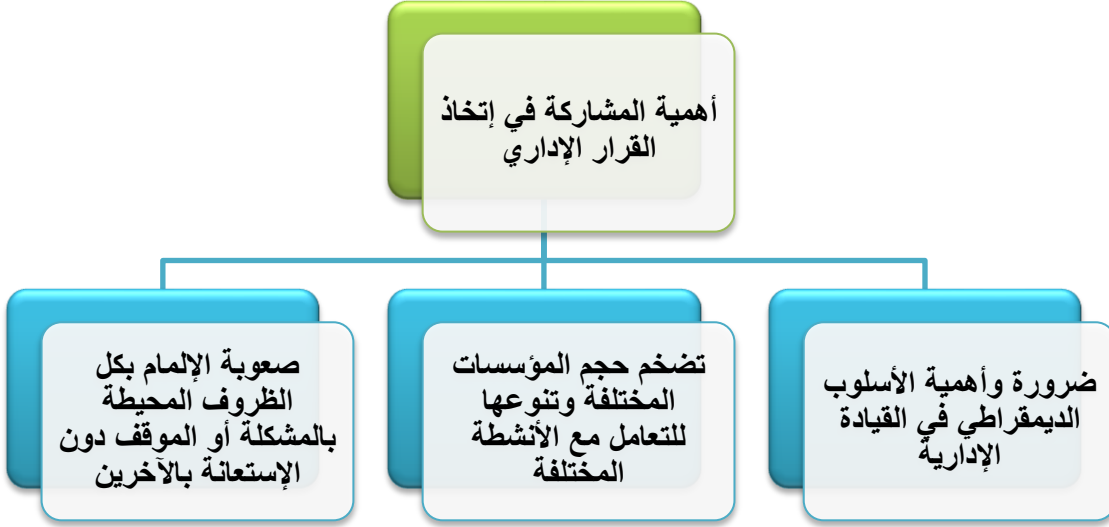 أهمية المشاركة في إتخاذ
القرار الإداري
ضرورة وأهمية الأسلوب
الديمقراطي في القيادة
الإدارية
تضخم حجم المؤسسات
المختلفة وتنوعها
للتعامل مع الأنشطة
المختلفة
صعوبة الإلمام بكل
الظروف المحيطة
بالمشكلة أو الموقف دون
الإستعانة بالآخرين